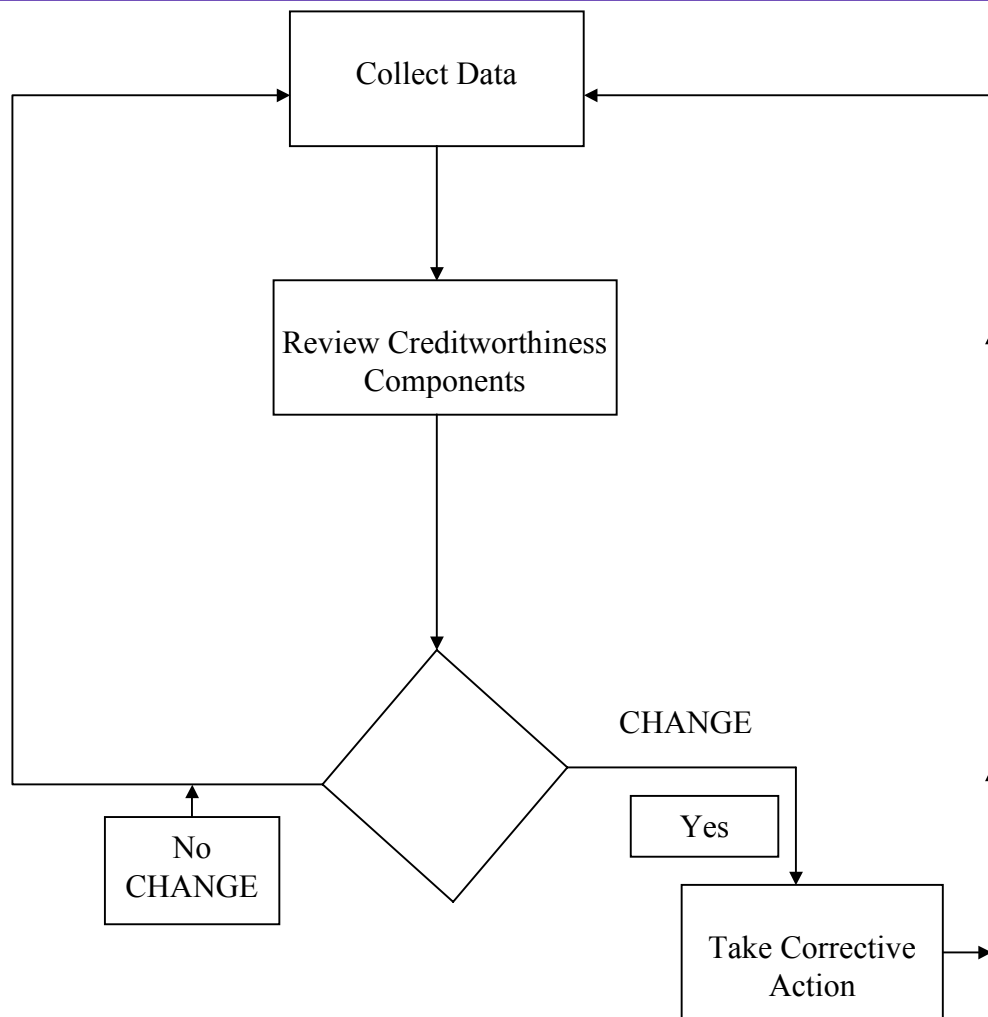 Collect Data
Review Creditworthiness
Components
CHANGE
Yes
No
CHANGE
Take Corrective
Action